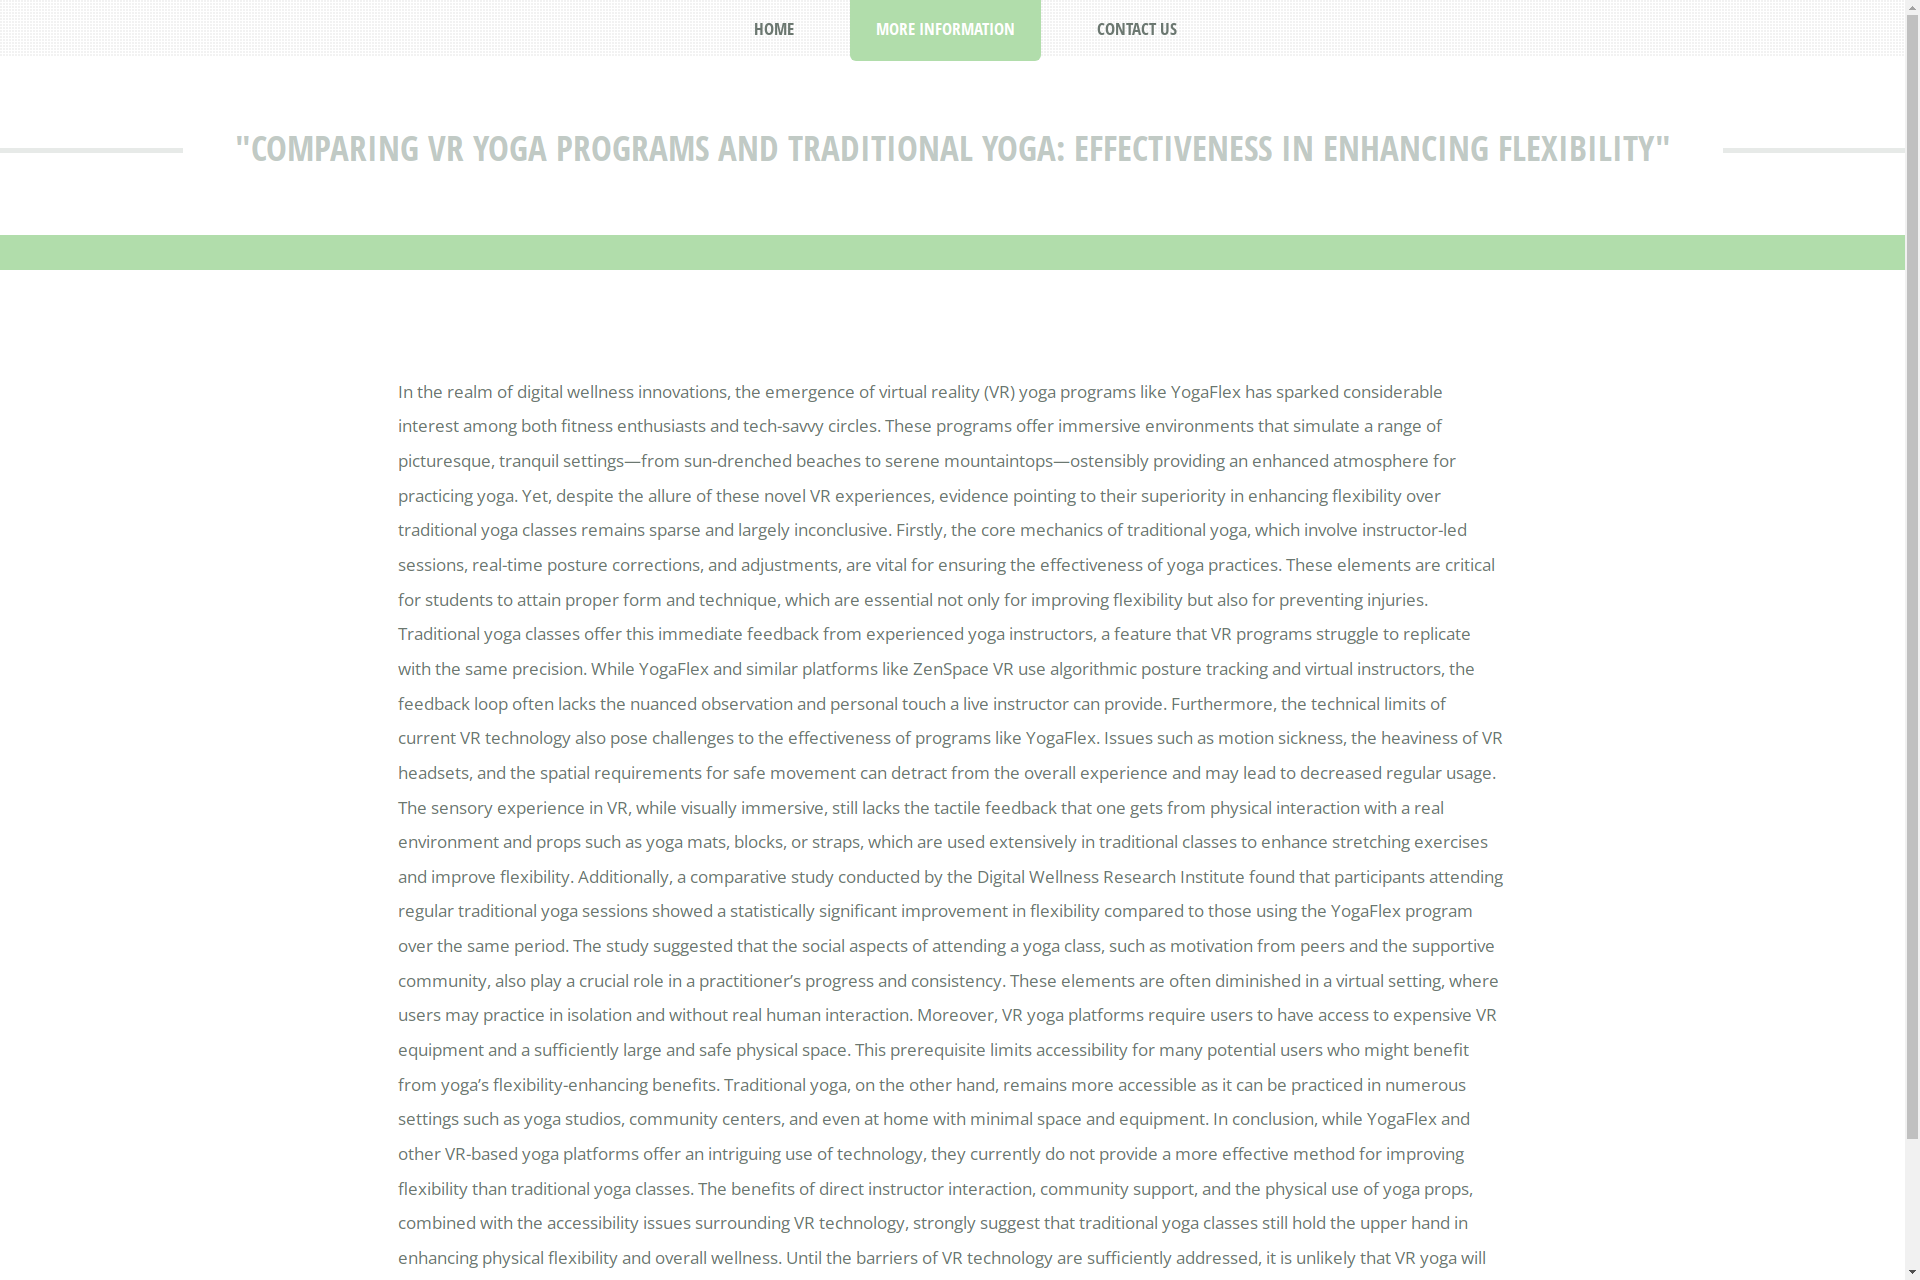 HOME
MORE INFORMATION
CONTACT US
"COMPARING VR YOGA PROGRAMS AND TRADITIONAL YOGA: EFFECTIVENESS IN ENHANCING FLEXIBILITY"
In the realm of digital wellness innovations, the emergence of virtual reality (VR) yoga programs like YogaFlex has sparked considerable
interest among both fitness enthusiasts and tech-savvy circles. These programs offer immersive environments that simulate a range of
picturesque, tranquil settings—from sun-drenched beaches to serene mountaintops—ostensibly providing an enhanced atmosphere for
practicing yoga. Yet, despite the allure of these novel VR experiences, evidence pointing to their superiority in enhancing flexibility over
traditional yoga classes remains sparse and largely inconclusive. Firstly, the core mechanics of traditional yoga, which involve instructor-led
sessions, real-time posture corrections, and adjustments, are vital for ensuring the effectiveness of yoga practices. These elements are critical
for students to attain proper form and technique, which are essential not only for improving flexibility but also for preventing injuries.
Traditional yoga classes offer this immediate feedback from experienced yoga instructors, a feature that VR programs struggle to replicate
with the same precision. While YogaFlex and similar platforms like ZenSpace VR use algorithmic posture tracking and virtual instructors, the
feedback loop often lacks the nuanced observation and personal touch a live instructor can provide. Furthermore, the technical limits of
current VR technology also pose challenges to the effectiveness of programs like YogaFlex. Issues such as motion sickness, the heaviness of VR
headsets, and the spatial requirements for safe movement can detract from the overall experience and may lead to decreased regular usage.
The sensory experience in VR, while visually immersive, still lacks the tactile feedback that one gets from physical interaction with a real
environment and props such as yoga mats, blocks, or straps, which are used extensively in traditional classes to enhance stretching exercises
and improve flexibility. Additionally, a comparative study conducted by the Digital Wellness Research Institute found that participants attending
regular traditional yoga sessions showed a statistically significant improvement in flexibility compared to those using the YogaFlex program
over the same period. The study suggested that the social aspects of attending a yoga class, such as motivation from peers and the supportive
community, also play a crucial role in a practitioner’s progress and consistency. These elements are often diminished in a virtual setting, where
users may practice in isolation and without real human interaction. Moreover, VR yoga platforms require users to have access to expensive VR
equipment and a sufficiently large and safe physical space. This prerequisite limits accessibility for many potential users who might benefit
from yoga’s flexibility-enhancing benefits. Traditional yoga, on the other hand, remains more accessible as it can be practiced in numerous
settings such as yoga studios, community centers, and even at home with minimal space and equipment. In conclusion, while YogaFlex and
other VR-based yoga platforms offer an intriguing use of technology, they currently do not provide a more effective method for improving
flexibility than traditional yoga classes. The benefits of direct instructor interaction, community support, and the physical use of yoga props,
combined with the accessibility issues surrounding VR technology, strongly suggest that traditional yoga classes still hold the upper hand in
enhancing physical flexibility and overall wellness. Until the barriers of VR technology are sufficiently addressed, it is unlikely that VR yoga will